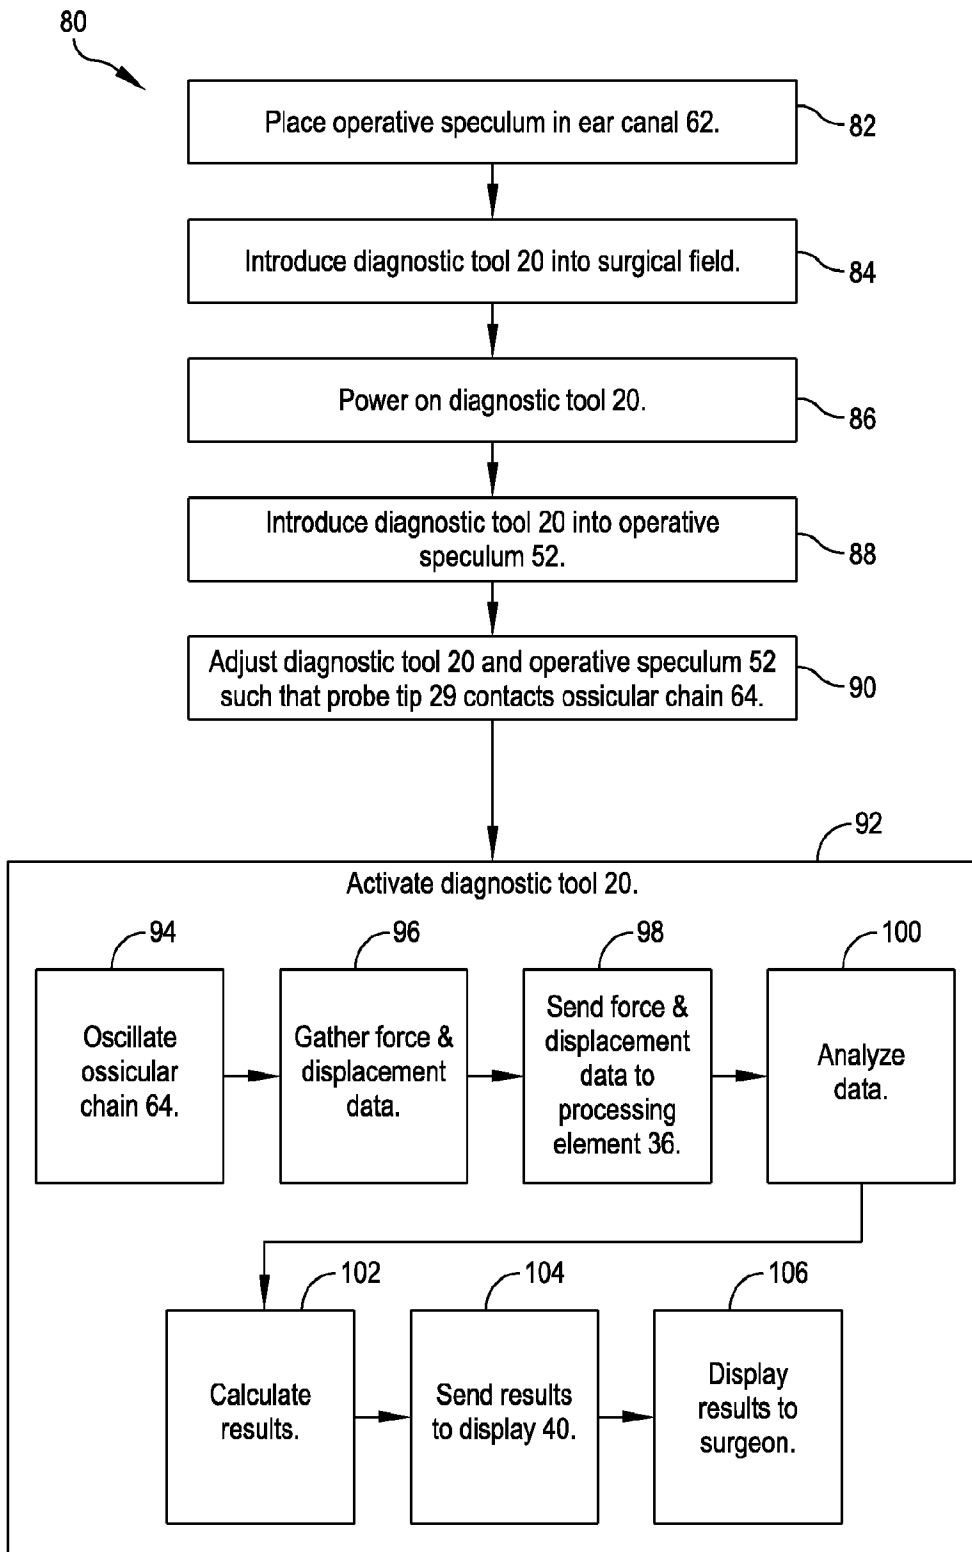 80
Place operative speculum in ear canal 62.
82
Introduce diagnostic tool 20 into surgical field.
84
Power on diagnostic tool 20.
86
Introduce diagnostic tool 20 into operative
speculum 52.
88
Adjust diagnostic tool 20 and operative speculum 52
such that probe tip 29 contacts ossicular chain 64.
90
92
Activate diagnostic tool 20.
94
Oscillate
ossicular
chain 64.
96
Gather force &
displacement
data.
98
Send force &
displacement
data to
processing
element 36.
100
Analyze
data.
102
Calculate
results.
104
Send results
to display 40.
106
Display
results to
surgeon.